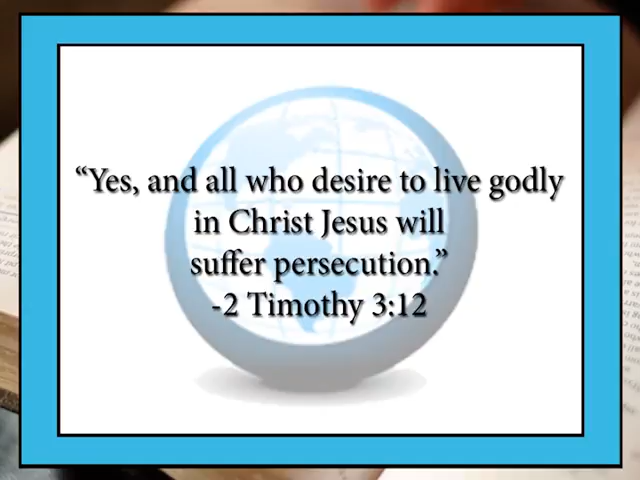 “Yes, and all who desire to live godly
in Christ Jesus will
suffer persecution.”
-2 Timothy 3:12